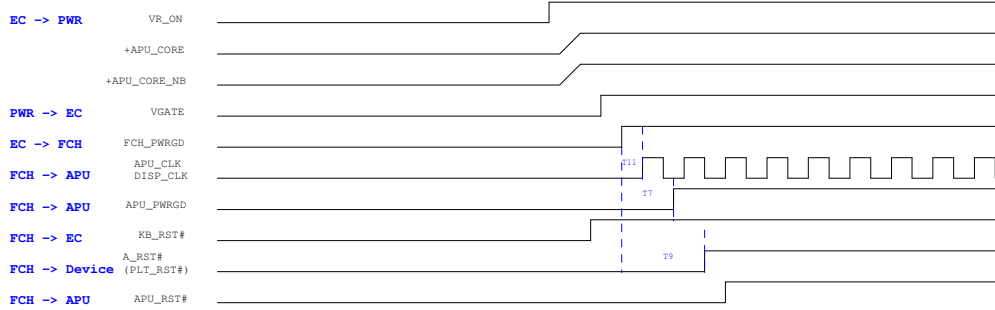 EC -> PWR VR_ON
+APU_CORE
+APU_CORE_NB
PWR -> EC VGATE
EC -> FCH FCH_PWRGD
T11
APU_CLK
FCH -> APU DISP_CLK
T7
FCH -> APU APU_PWRGD
FCH -> EC KB_RST#
A_RST#
T9
FCH -> Device (PLT_RST#)
FCH -> APU APU_RST#